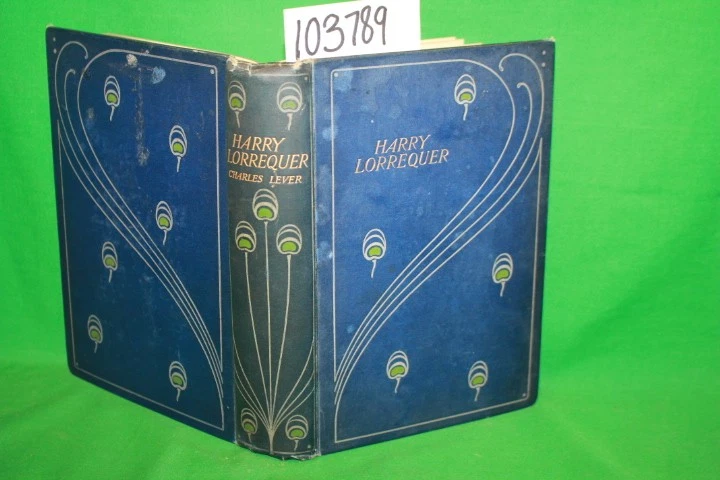 103789
HARRY
LORREQUER
CHARLES LEVER
HARRY
LORREQUER